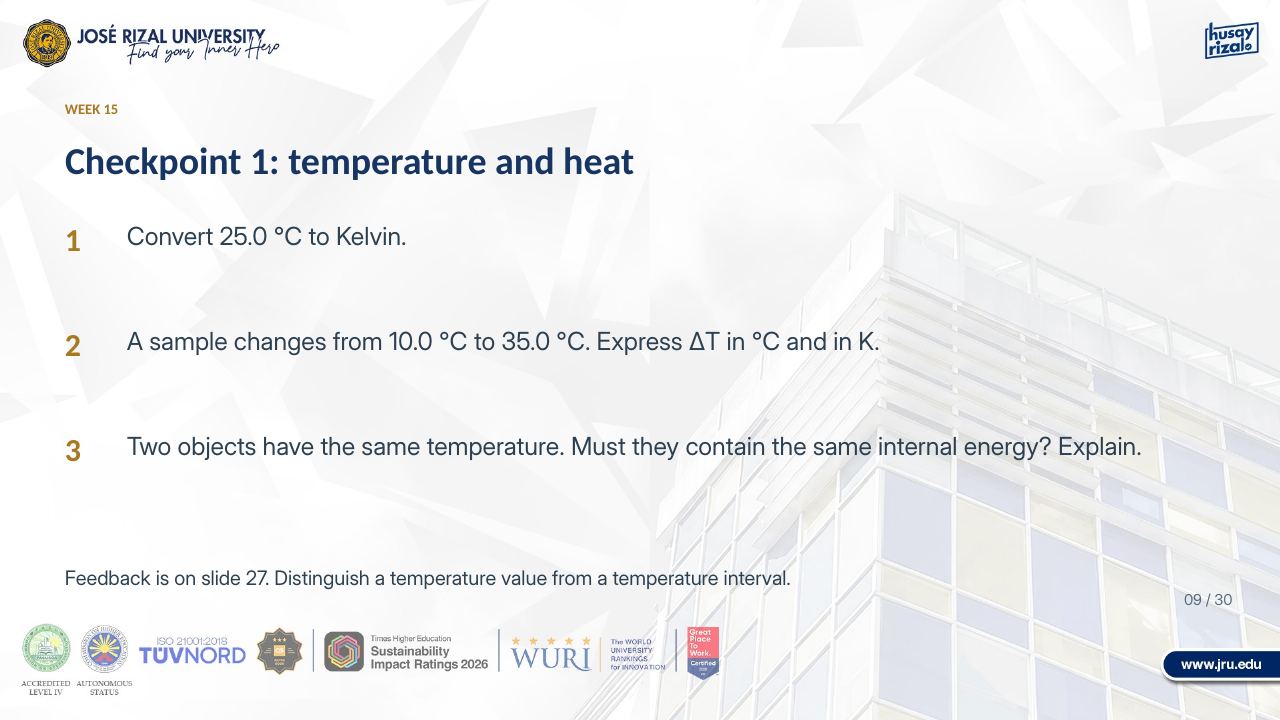 JOSÉ RIZAL UNIVERSITY
Find your Inner Hero
husay
rizal
WEEK 15
Checkpoint 1: temperature and heat
1 Convert 25.0 °C to Kelvin.
2 A sample changes from 10.0 °C to 35.0 °C. Express ΔT in °C and in K.
3 Two objects have the same temperature. Must they contain the same internal energy? Explain.
Feedback is on slide 27. Distinguish a temperature value from a temperature interval.
09 / 30
ACCREDITED
LEVEL IV
AUTONOMOUS
STATUS
ISO 21001:2018
TÜVNORD
Times Higher Education
Sustainability
Impact Ratings 2026
WURI
The WORLD
UNIVERSITY
RANKINGS
for INNOVATION
Great
Place
To
Work.
Certified
www.jru.edu